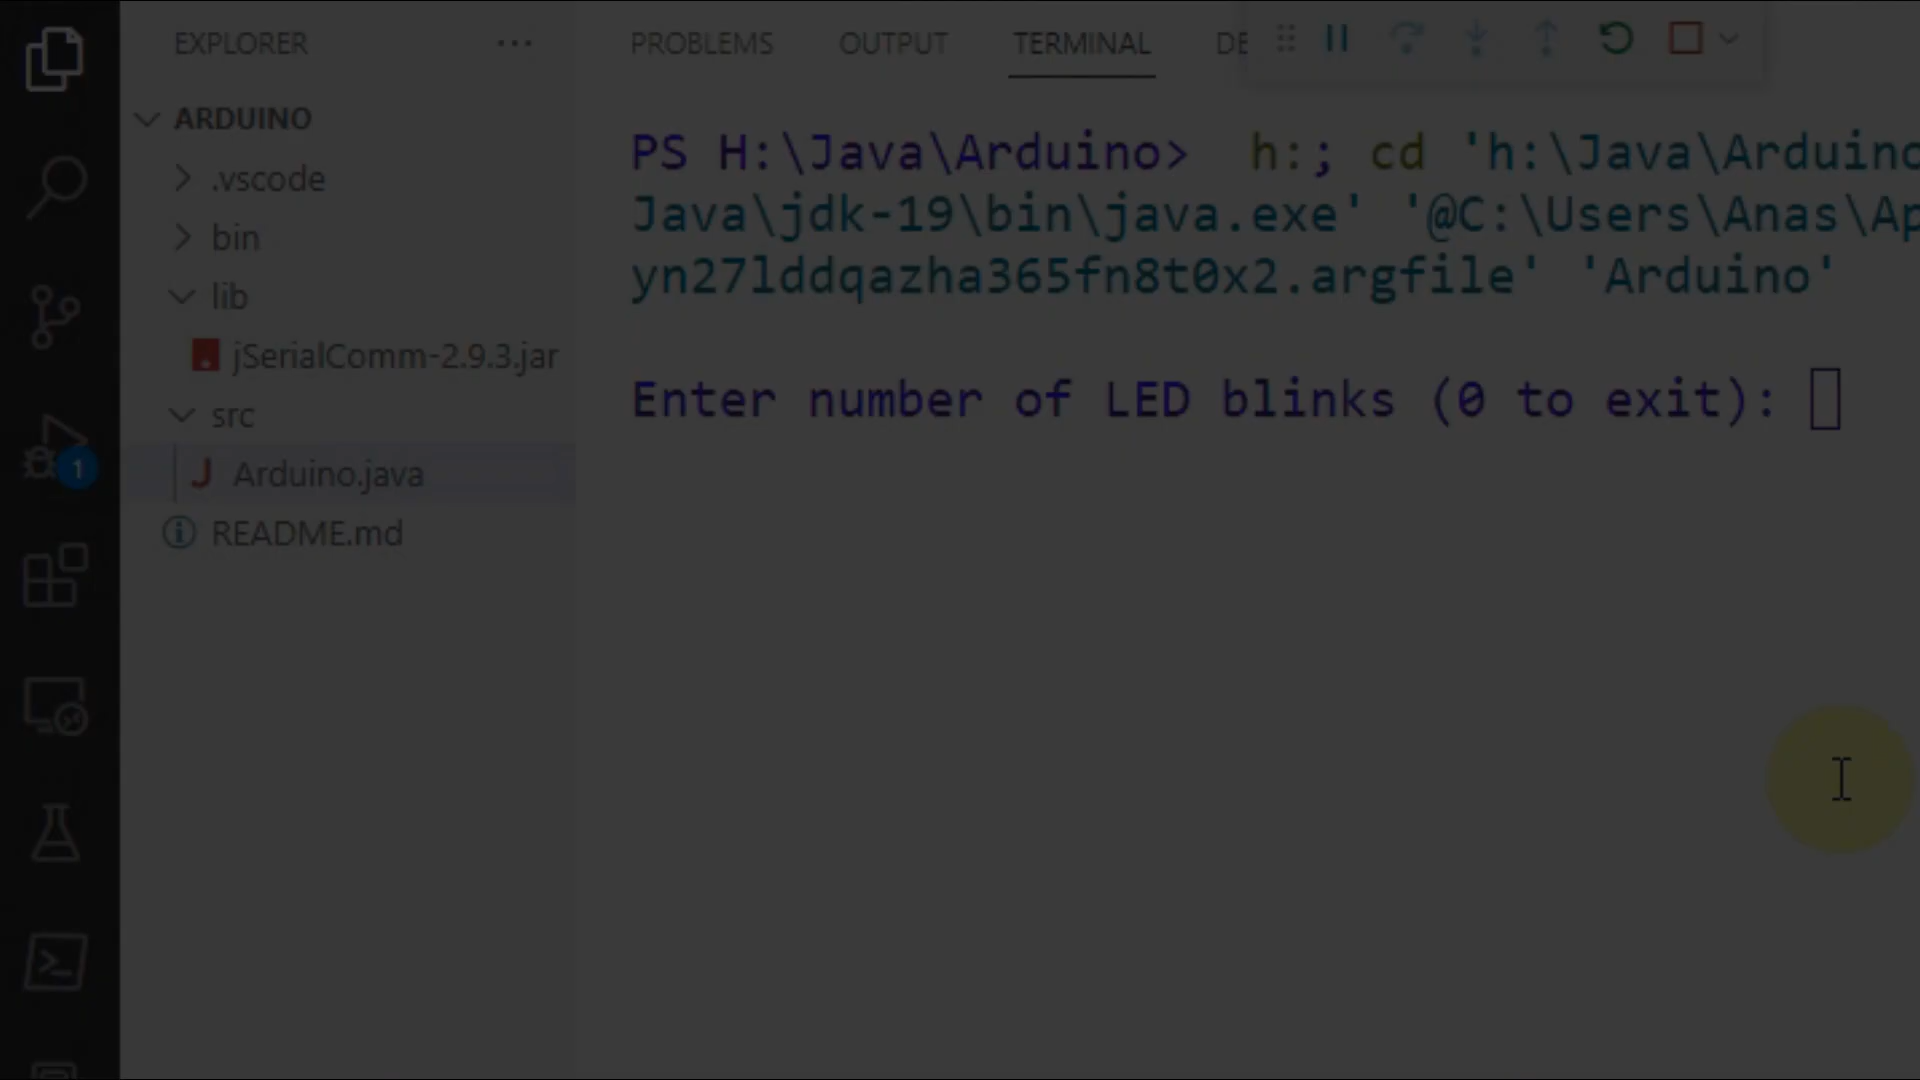 EXPLORER
ARDUINO
.vscode
bin
lib
jSerialComm-2.9.3.jar
src
J Arduino.java
README.md
1
PROBLEMS OUTPUT TERMINAL DE
PS H:\Java\Arduino> h:; cd 'h:\Java\Arduino
Java\jdk-19\bin\java.exe' '@C:\Users\Anas\Ap
yn27lddqazha365fn8t0x2.argfile' 'Arduino'
Enter number of LED blinks (0 to exit):